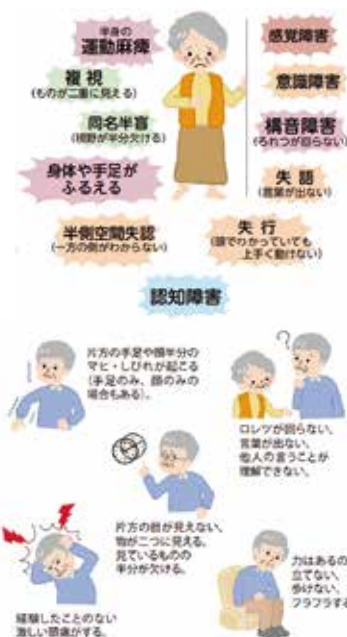 半身の
運動麻痺
複視
(ものが二重に見える)
同名半盲
(視野が半分欠ける)
身体や手足が
ふるえる
感覚障害
意識障害
構音障害
(ろれつが回らない)
失語
(言葉が出ない)
半側空間失認
(一方の側がわからない)
失行
(頭でわかっていても
上手く動けない)
認知障害
片方の手足や顔半分の
マヒ・しびれが起こる
(手足のみ、顔のみの
場合もある)。
ロレツが回らない、
言葉が出ない、
他人の言うことが
理解できない。
片方の目が見えない、
物が二つに見える、
見ているものの
半分が欠ける。
経験したことのない
激しい頭痛がする。
力はあるの
立てない、
歩けない、
フラフラする